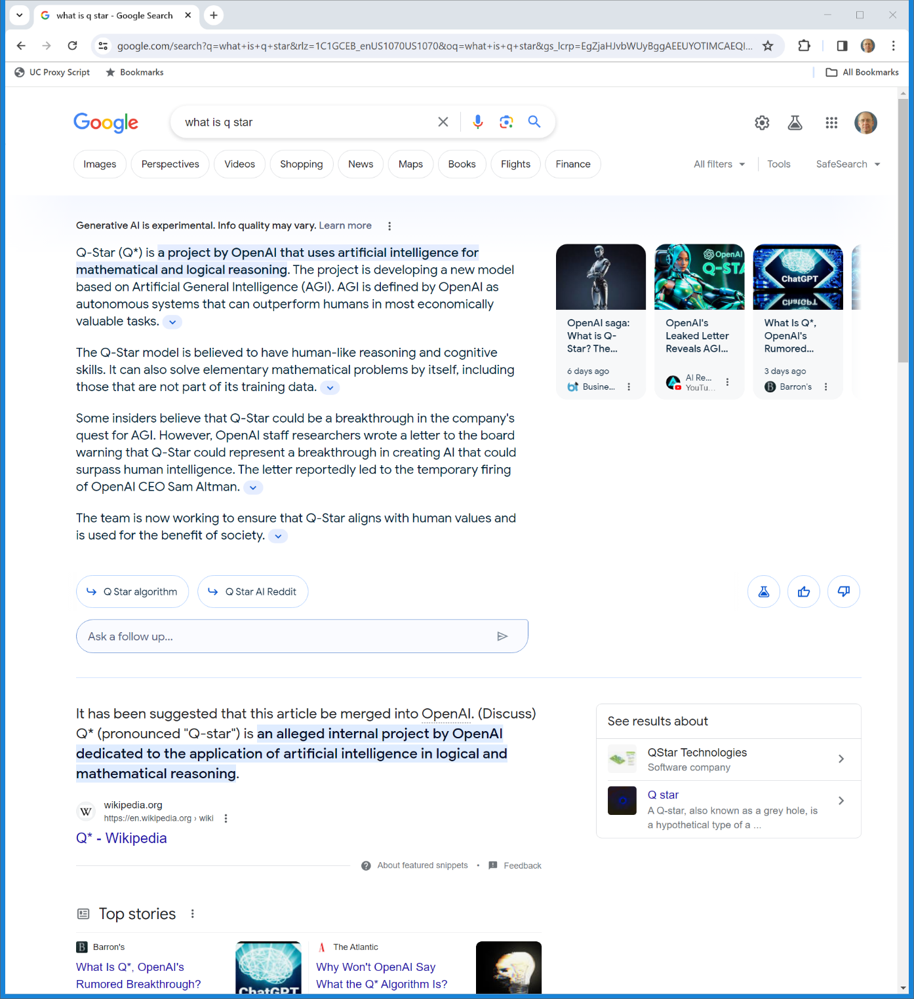 what is q star - Google Search
google.com/search?q=what+is+q+star&rlz=1C1GCEB_enUS1070US1070&oq=what+is+q+star&gs_lcrp=EgZjaHJvbWUyBggAEEUYOTIMCAEQI...
UC Proxy Script
Bookmarks
All Bookmarks
Google
what is q star
Images
Perspectives
Videos
Shopping
News
Maps
Books
Flights
Finance
All filters
Tools
SafeSearch
Generative AI is experimental. Info quality may vary. Learn more
Q-Star (Q*) is a project by OpenAI that uses artificial intelligence for
mathematical and logical reasoning. The project is developing a new model
based on Artificial General Intelligence (AGI). AGI is defined by OpenAI as
autonomous systems that can outperform humans in most economically
valuable tasks.
The Q-Star model is believed to have human-like reasoning and cognitive
skills. It can also solve elementary mathematical problems by itself, including
those that are not part of its training data.
Some insiders believe that Q-Star could be a breakthrough in the company's
quest for AGI. However, OpenAI staff researchers wrote a letter to the board
warning that Q-Star could represent a breakthrough in creating AI that could
surpass human intelligence. The letter reportedly led to the temporary firing
of OpenAI CEO Sam Altman.
The team is now working to ensure that Q-Star aligns with human values and
is used for the benefit of society.
OpenAI saga:
What is Q-
Star? The...
6 days ago
bt Busine...
OpenAI
Q-STA
OpenAI's
Leaked Letter
Reveals AGI...
AI Re...
YouTu...
ChatGPT
What Is Q*,
OpenAI's
Rumored...
3 days ago
B Barron's
Q Star algorithm
Q Star AI Reddit
Ask a follow up...
It has been suggested that this article be merged into OpenAI. (Discuss)
Q* (pronounced "Q-star") is an alleged internal project by OpenAI
dedicated to the application of artificial intelligence in logical and
mathematical reasoning.
W
wikipedia.org
https://en.wikipedia.org › wiki
Q* - Wikipedia
About featured snippets • Feedback
See results about
QStar Technologies
Software company
Q star
A Q-star, also known as a grey hole, is
a hypothetical type of a ...
Top stories
B Barron's
What Is Q*, OpenAI's
Rumored Breakthrough?
ChatGPT
A The Atlantic
Why Won't OpenAI Say
What the Q* Algorithm Is?